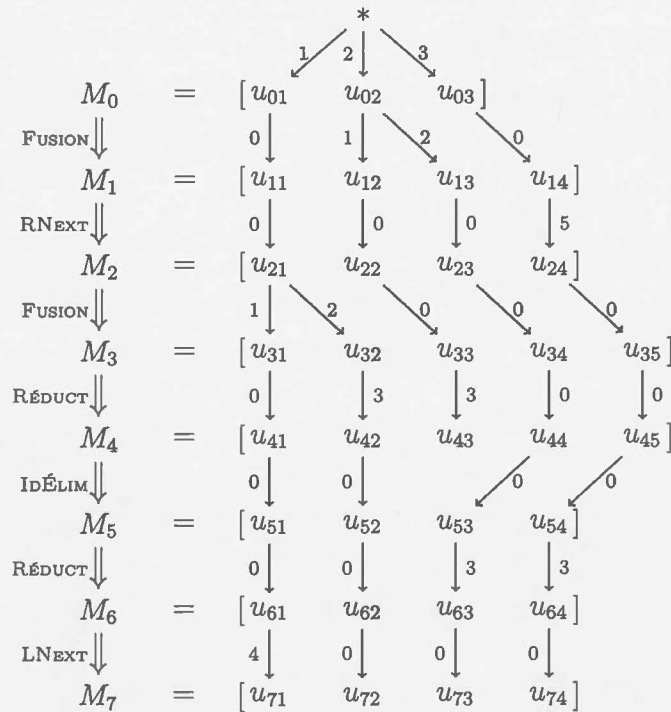 *
1 2 3
M₀ = [ u₀₁ u₀₂ u₀₃ ]
FUSION 0 1 2 0
M₁ = [ u₁₁ u₁₂ u₁₃ u₁₄ ]
RNEXT 0 0 0 5
M₂ = [ u₂₁ u₂₂ u₂₃ u₂₄ ]
FUSION 1 2 0 0 0
M₃ = [ u₃₁ u₃₂ u₃₃ u₃₄ u₃₅ ]
RÉDUCT 0 3 3 0 0
M₄ = [ u₄₁ u₄₂ u₄₃ u₄₄ u₄₅ ]
IDÉLIM 0 0 0 0
M₅ = [ u₅₁ u₅₂ u₅₃ u₅₄ ]
RÉDUCT 0 0 3 3
M₆ = [ u₆₁ u₆₂ u₆₃ u₆₄ ]
LNEXT 4 0 0 0
M₇ = [ u₇₁ u₇₂ u₇₃ u₇₄ ]